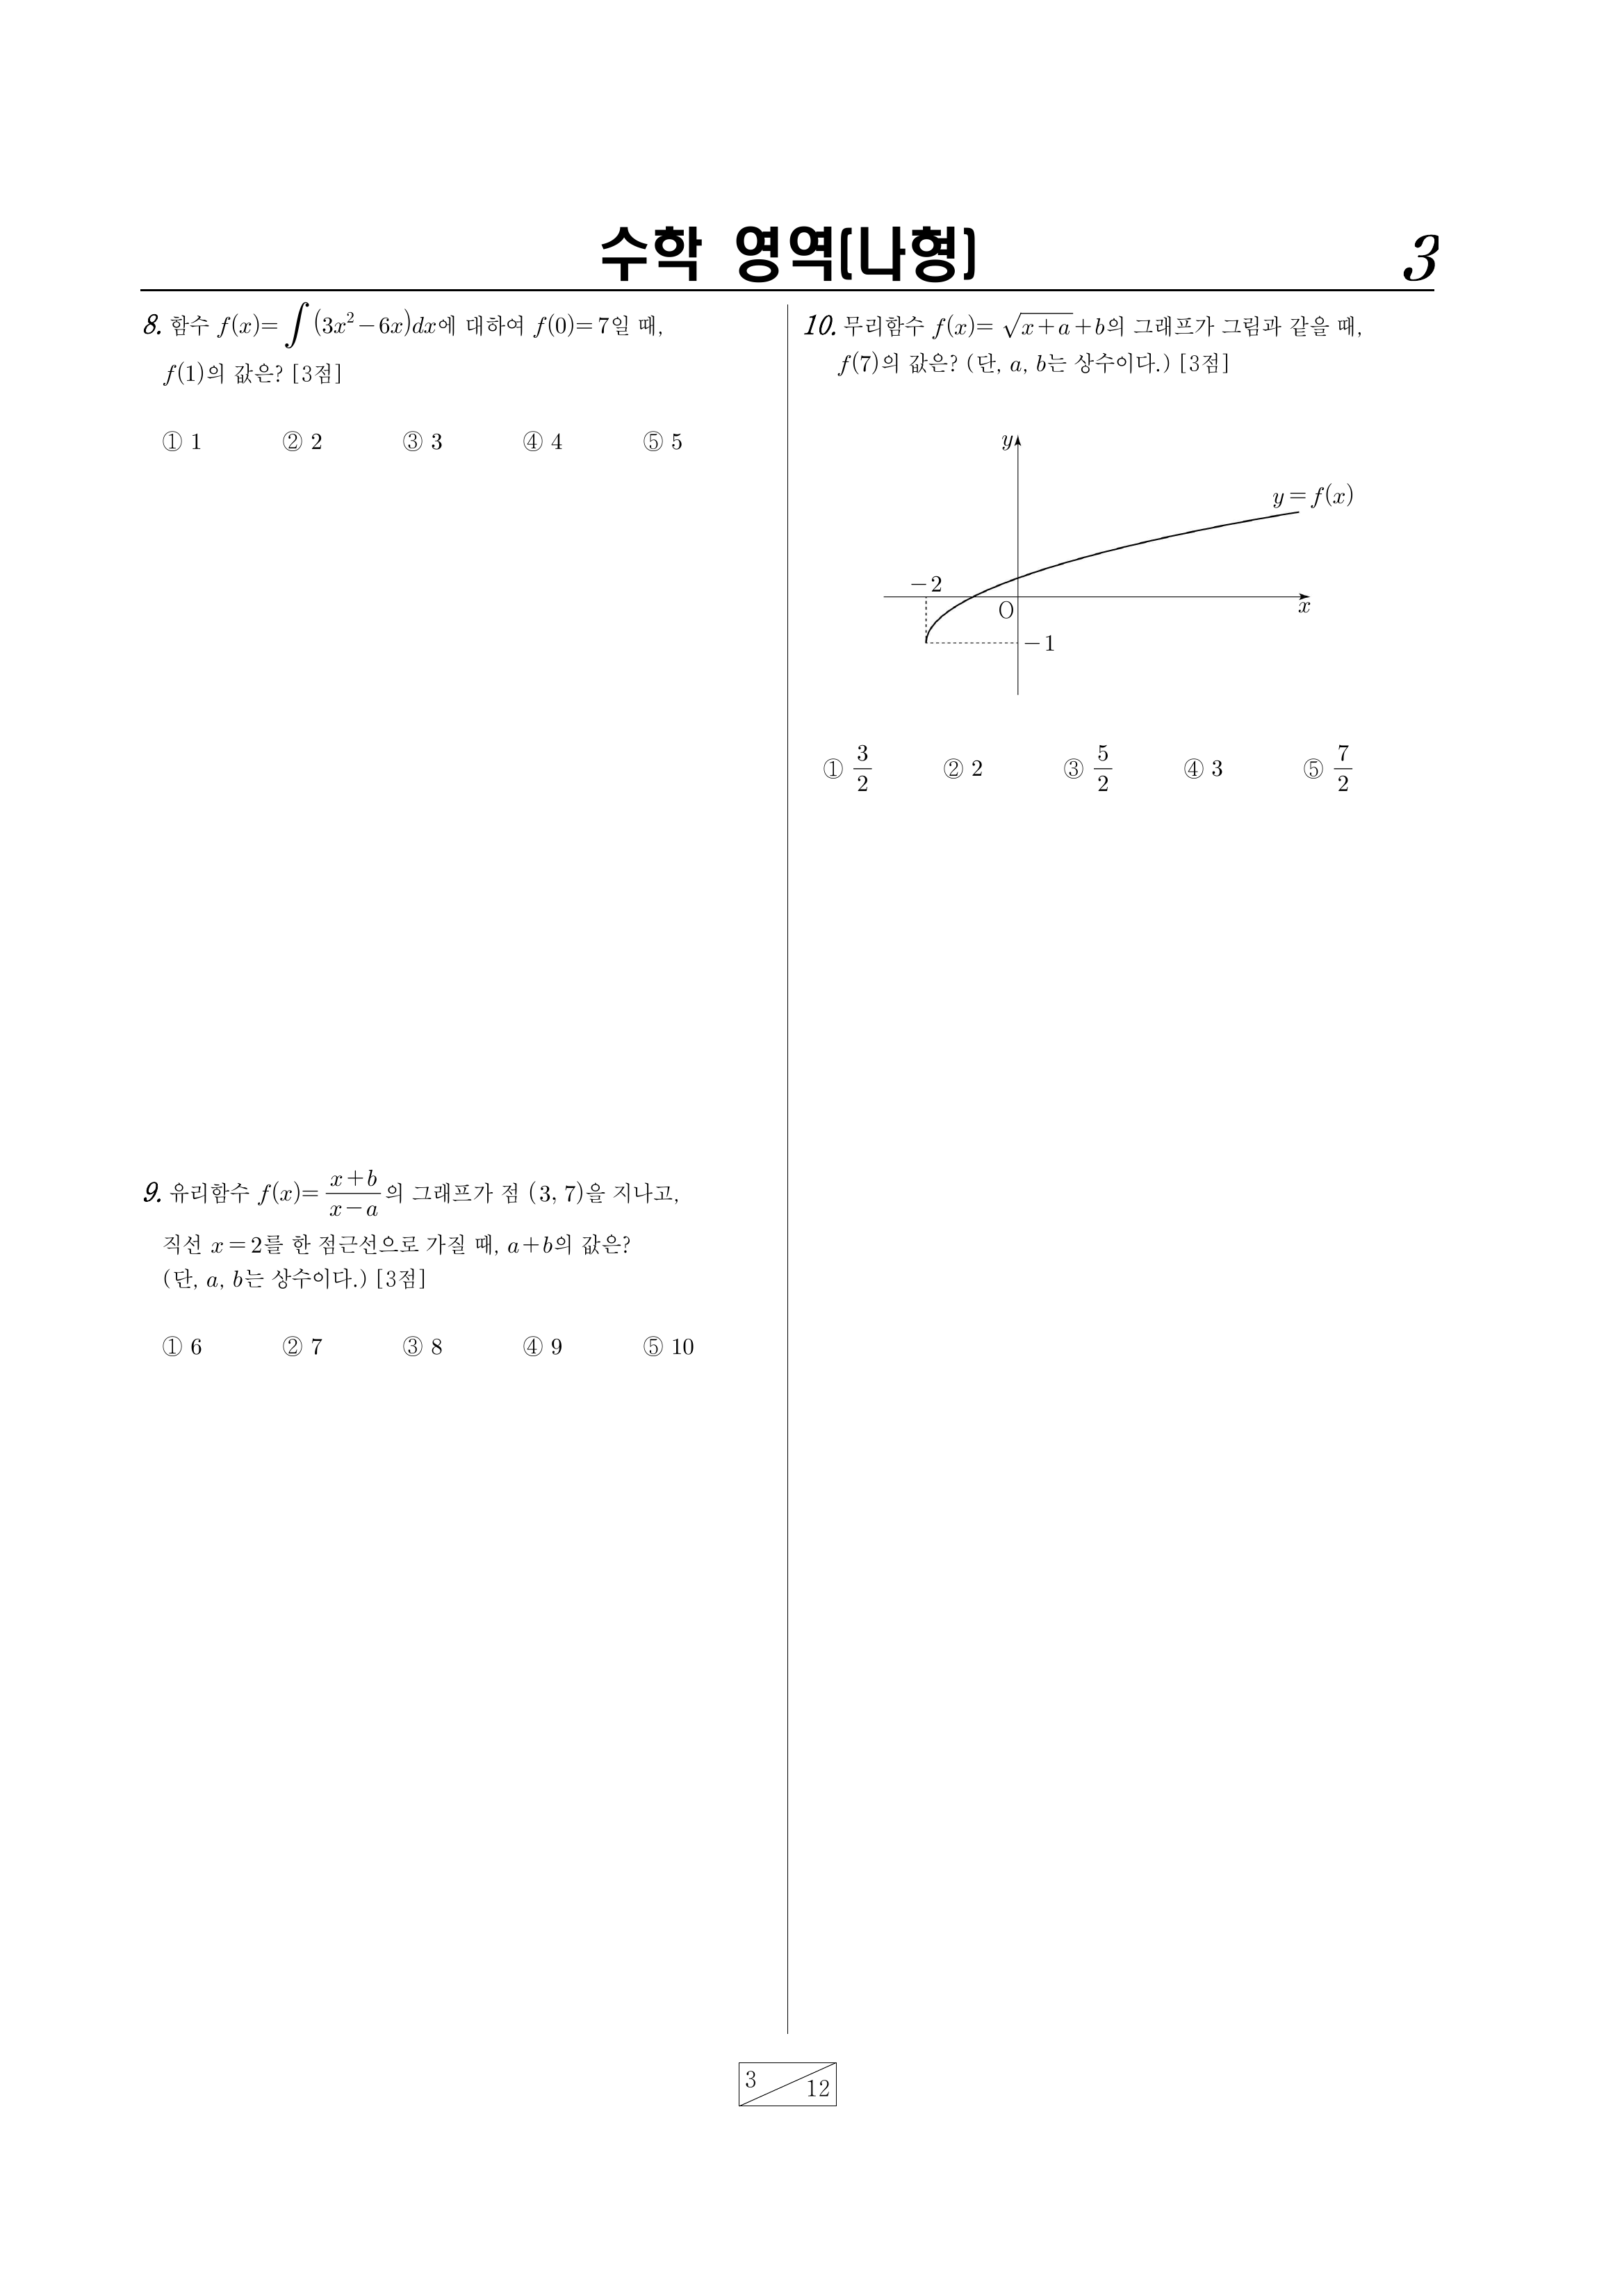 수학 영역(나형)
3
8. 함수 f(x)=∫(3x²−6x)dx에 대하여 f(0)=7일 때,
f(1)의 값은? [3점]
① 1 ② 2 ③ 3 ④ 4 ⑤ 5
9. 유리함수 f(x)=\frac{x+b}{x−a}의 그래프가 점 (3, 7)을 지나고,
직선 x=2를 한 점근선으로 가질 때, a+b의 값은?
(단, a, b는 상수이다.) [3점]
① 6 ② 7 ③ 8 ④ 9 ⑤ 10
10. 무리함수 f(x)=√(x+a)+b의 그래프가 그림과 같을 때,
f(7)의 값은? (단, a, b는 상수이다.) [3점]
y
y=f(x)
−2
O
x
−1
① 3/2 ② 2 ③ 5/2 ④ 3 ⑤ 7/2
3 12